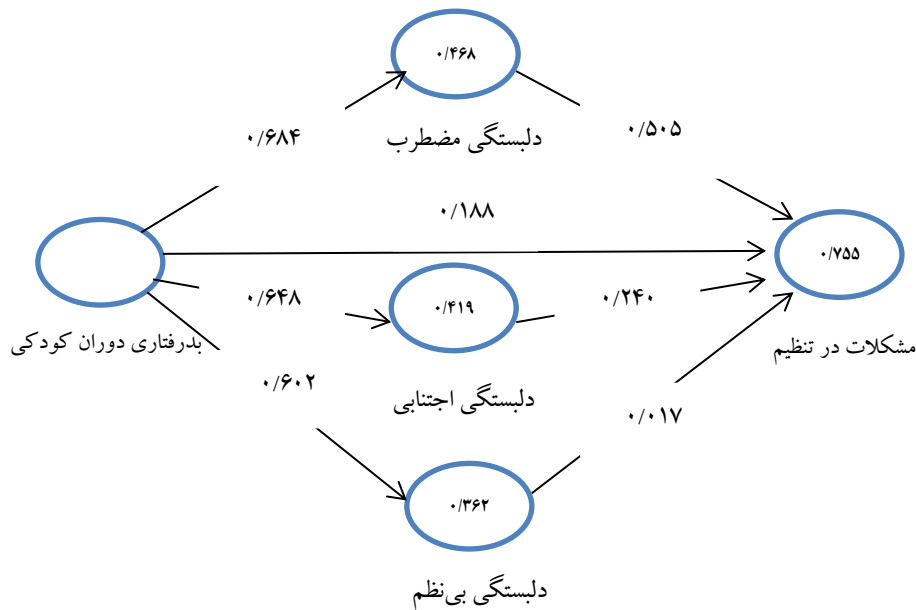 ۰/۴۶۸
دلبستگی مضطرب
۰/۶۸۴
۰/۵۰۵
۰/۱۸۸
۰/۷۵۵
بدرفتاری دوران کودکی
مشکلات در تنظیم
۰/۶۴۸
۰/۴۱۹
۰/۲۴۰
دلبستگی اجتنابی
۰/۶۰۲
۰/۰۱۷
۰/۳۶۲
دلبستگی بی‌نظم